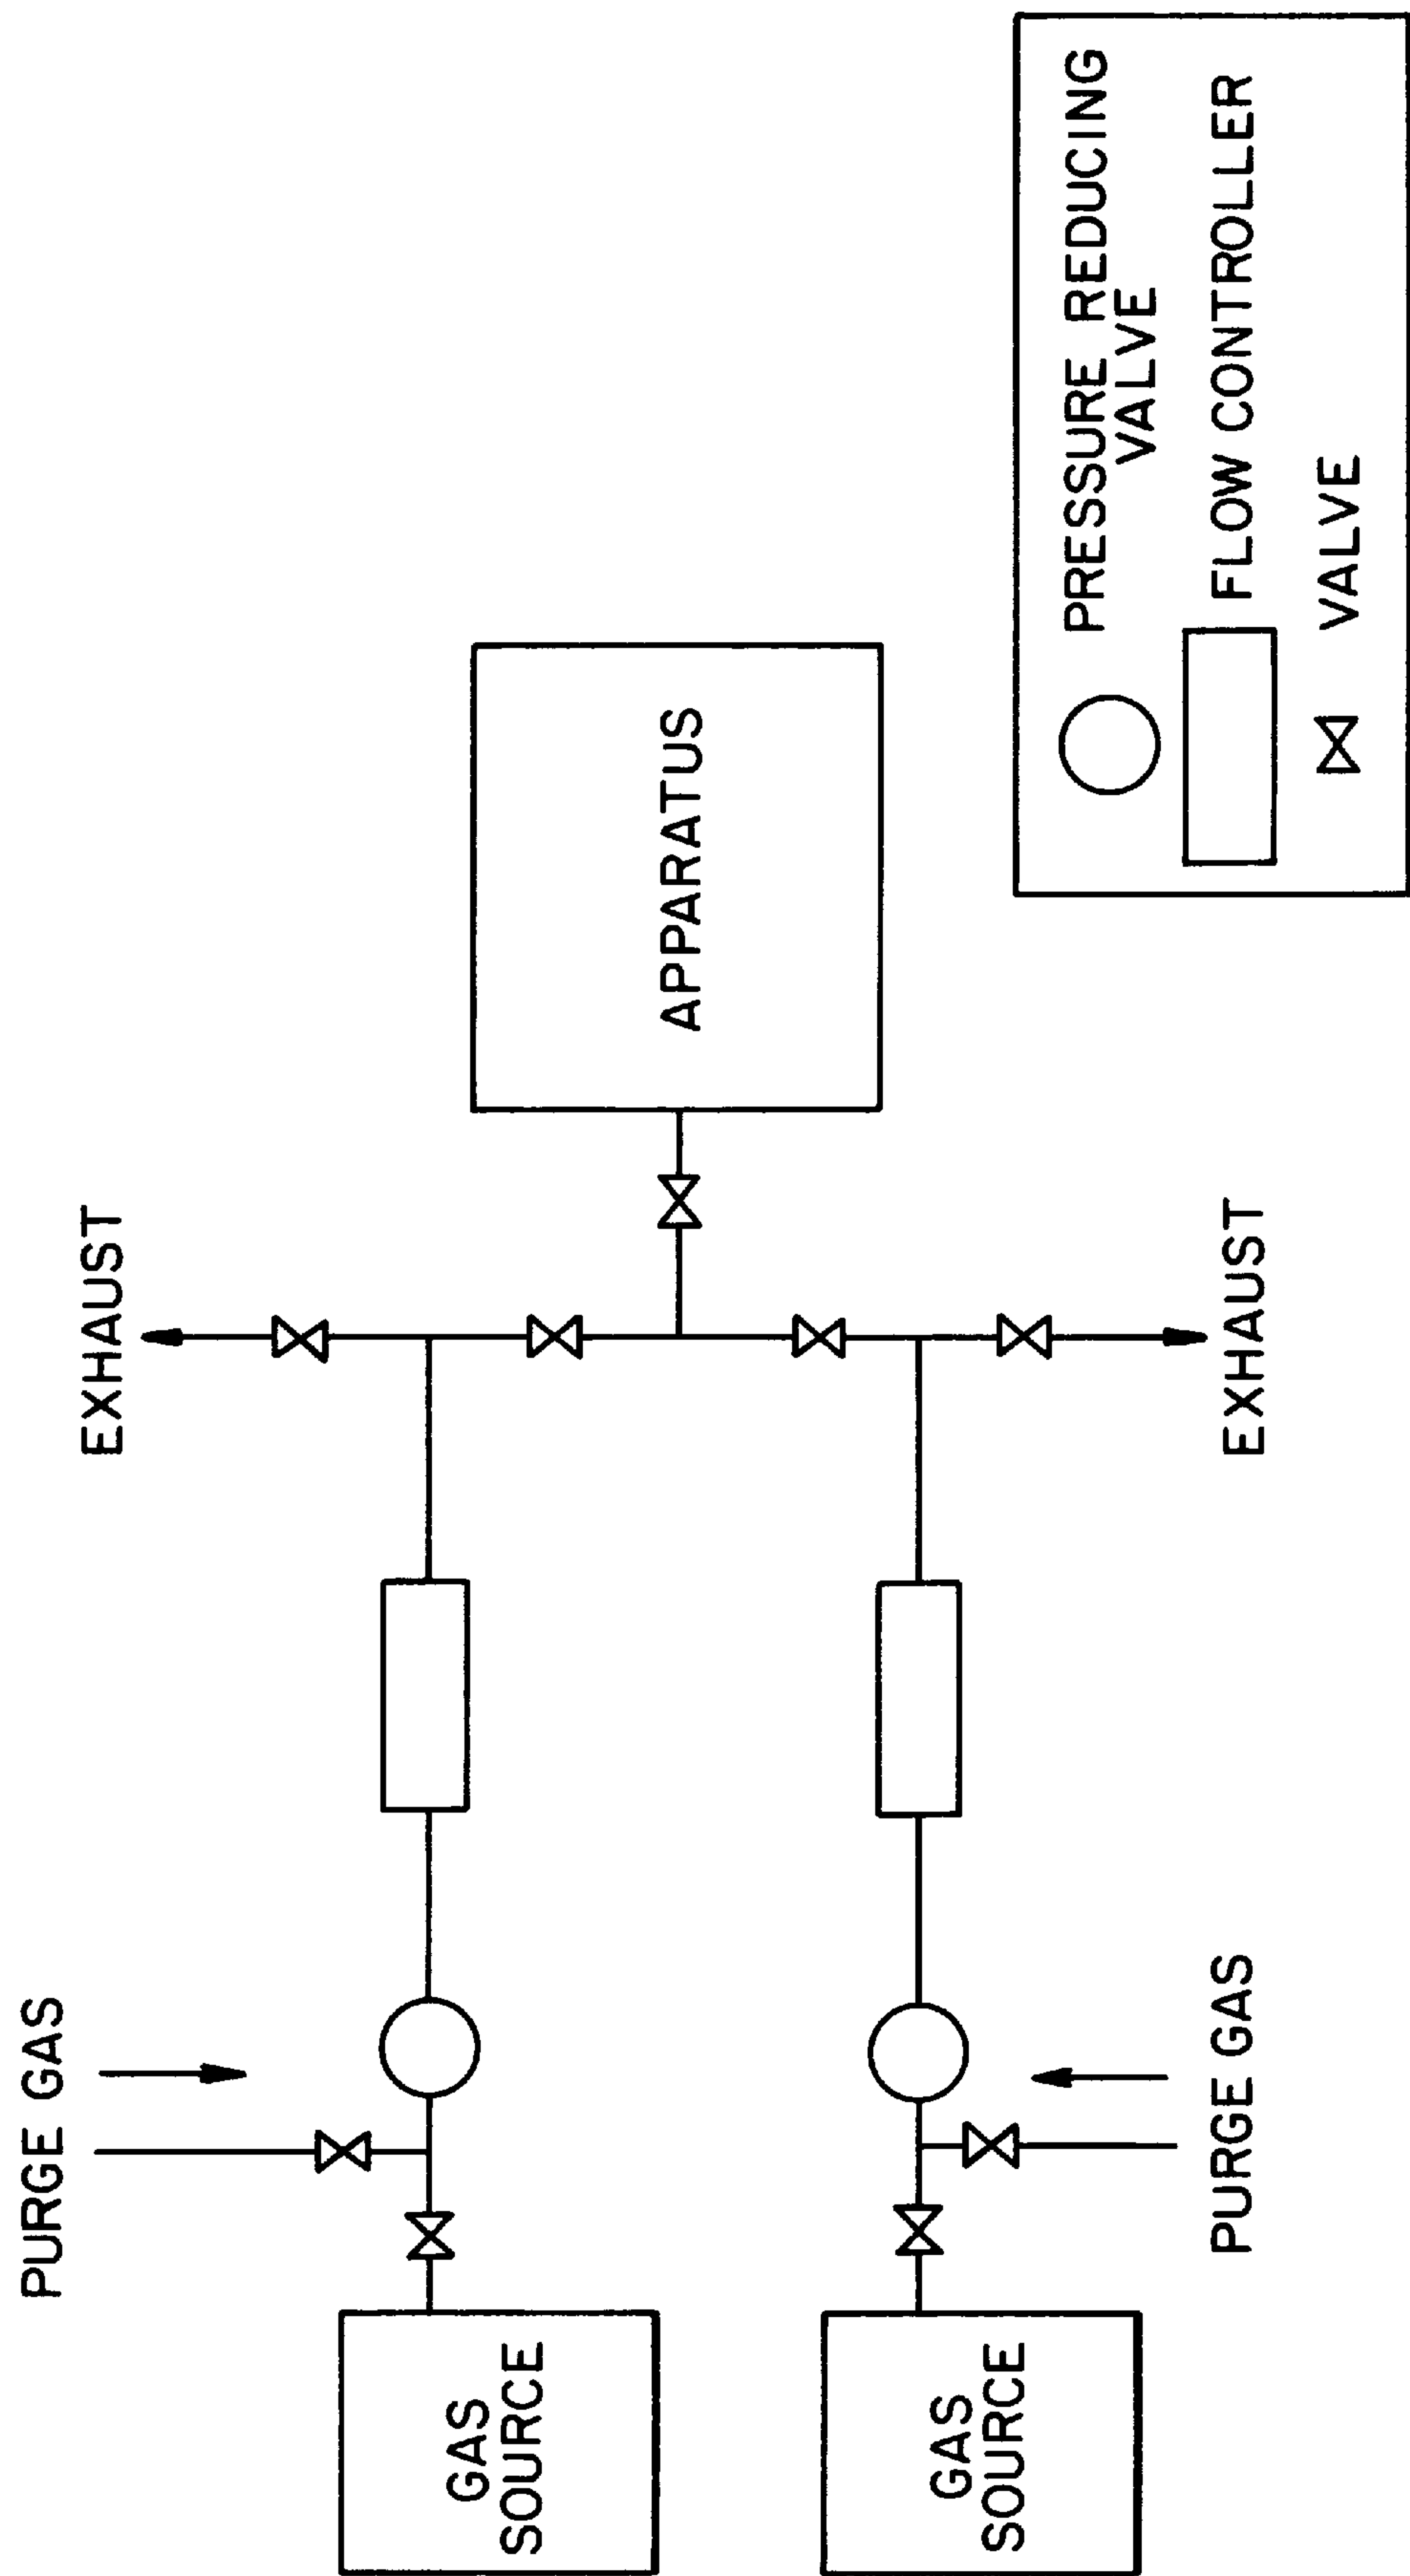 PURGE GAS
EXHAUST
GAS
SOURCE
APPARATUS
GAS
SOURCE
PURGE GAS
EXHAUST
PRESSURE REDUCING
VALVE
FLOW CONTROLLER
VALVE